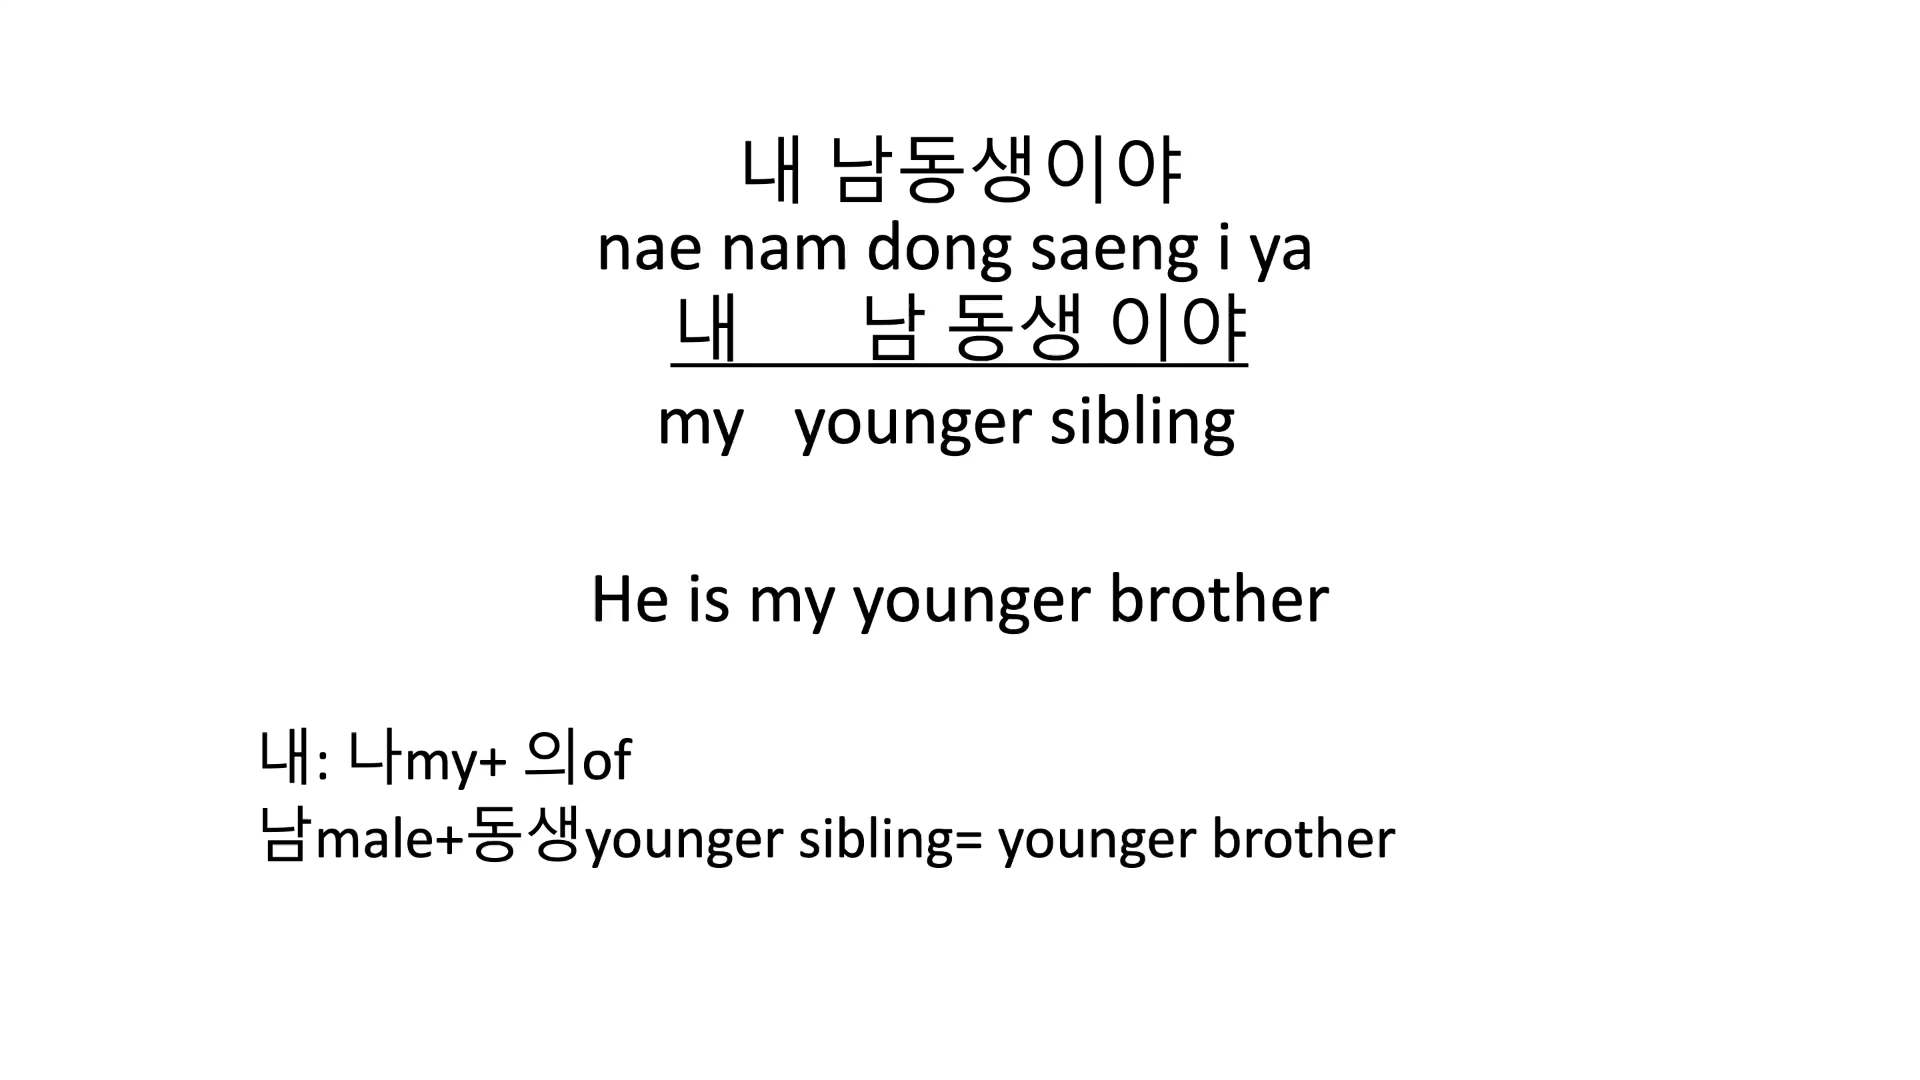 내 남동생이야
nae nam dong saeng i ya
내 남 동생 이야
my younger sibling
He is my younger brother
내: 나my+ 의of
남male+동생younger sibling= younger brother